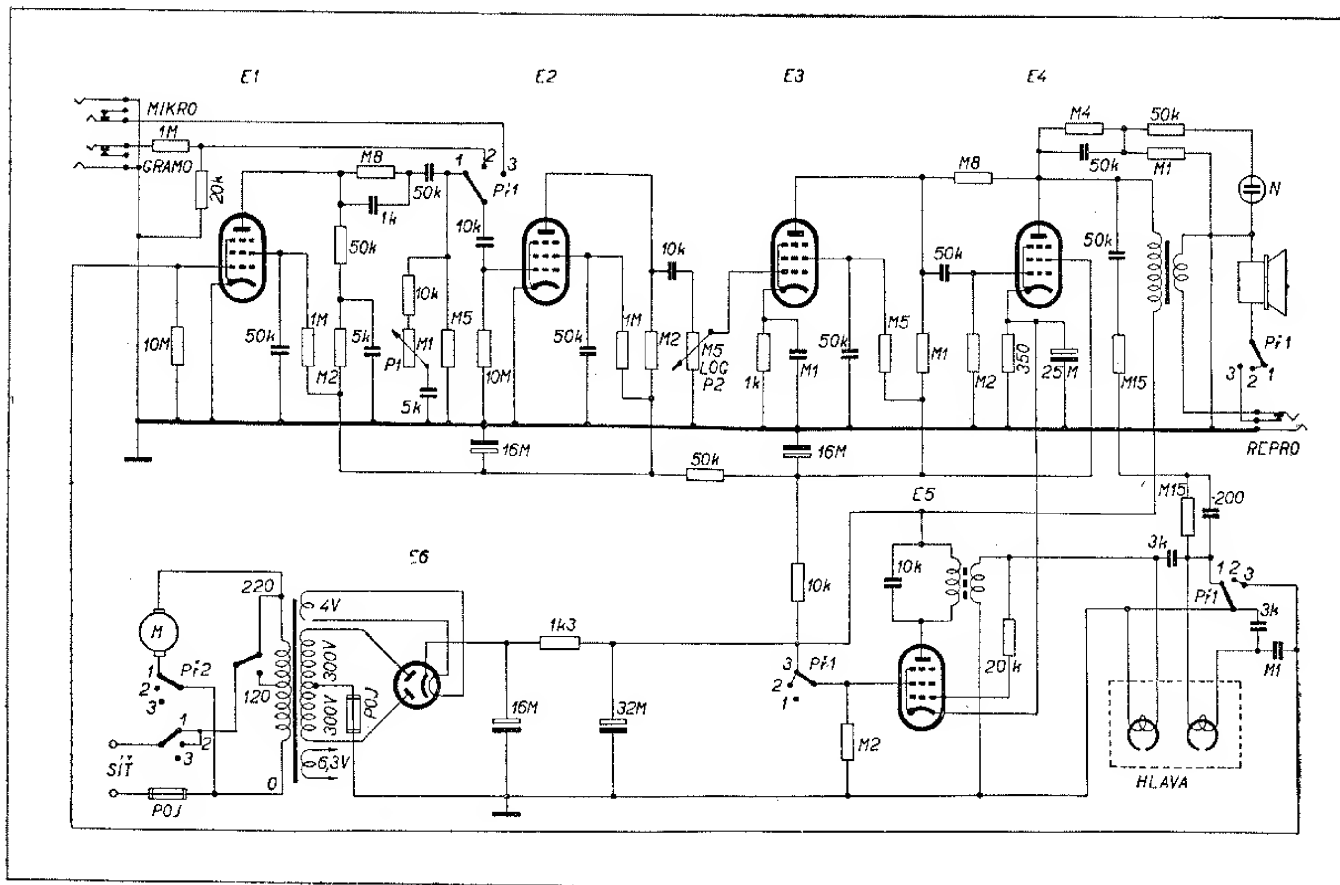 E1
E2
E3
E4
MIKRO
1M
GRAMO
20k
M8
1k
50k
1
2
3
Př1
10k
50k
10M
50k
1M
M2
5k
10k
M1
P1
5k
M5
10M
16M
50k
1M
M2
10k
M5
LOG
P2
M8
M4
50k
50k
M1
N
50k
50k
1k
M1
50k
M5
M1
M2
350
25M
M15
Př1
3
2
1
REPRO
16M
50k
E5
M15
200
3k
1
2
3
Př1
3k
M1
10k
10k
20k
HLAVA
E6
220
4V
M
1
2
3
Př2
120
1
2
3
SÍŤ
POJ
0
300V
300V
POJ
6,3V
1k3
16M
32M
3
2
1
Př1
M2